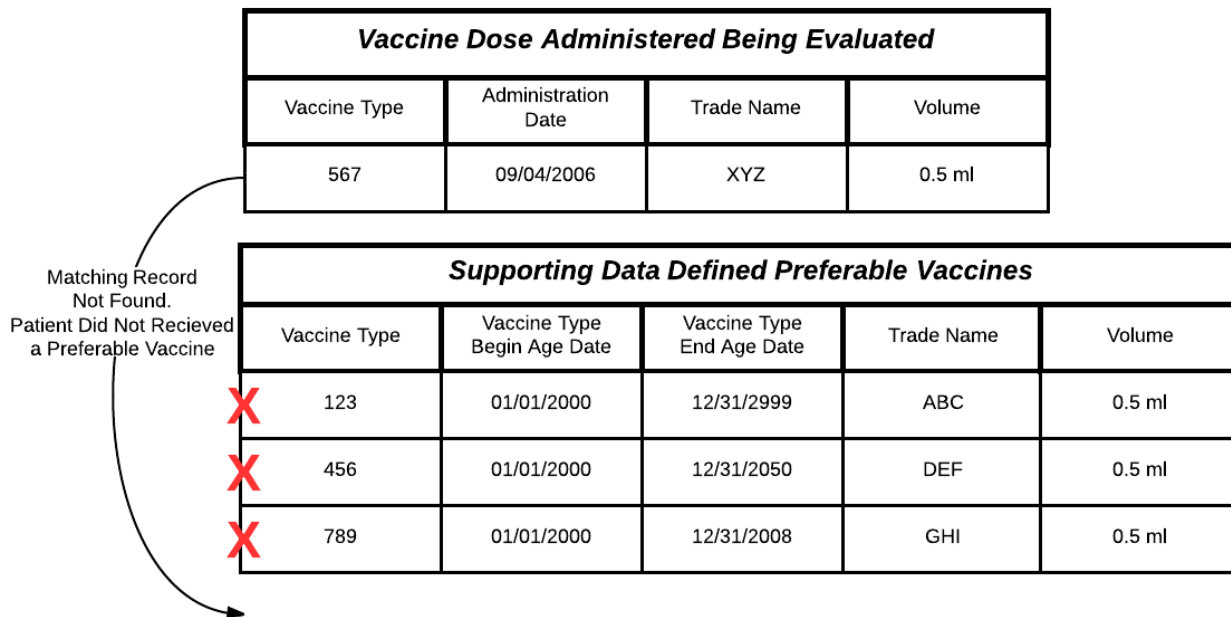 Vaccine Dose Administered Being Evaluated
Vaccine Type
Administration
Date
Trade Name
Volume
567
09/04/2006
XYZ
0.5 ml
Matching Record
Not Found.
Patient Did Not Recieved
a Preferable Vaccine
Supporting Data Defined Preferable Vaccines
Vaccine Type
Vaccine Type
Begin Age Date
Vaccine Type
End Age Date
Trade Name
Volume
X
123
01/01/2000
12/31/2999
ABC
0.5 ml
X
456
01/01/2000
12/31/2050
DEF
0.5 ml
X
789
01/01/2000
12/31/2008
GHI
0.5 ml